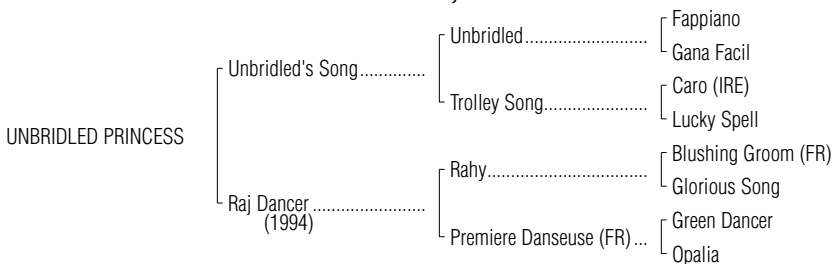 Fappiano
Unbridled..............................
Gana Facil
Unbridled's Song...............
Caro (IRE)
Trolley Song..........................
Lucky Spell
UNBRIDLED PRINCESS
Blushing Groom (FR)
Rahy........................................
Glorious Song
Raj Dancer ...........................
(1994)
Green Dancer
Premiere Danseuse (FR) ...
Opalia